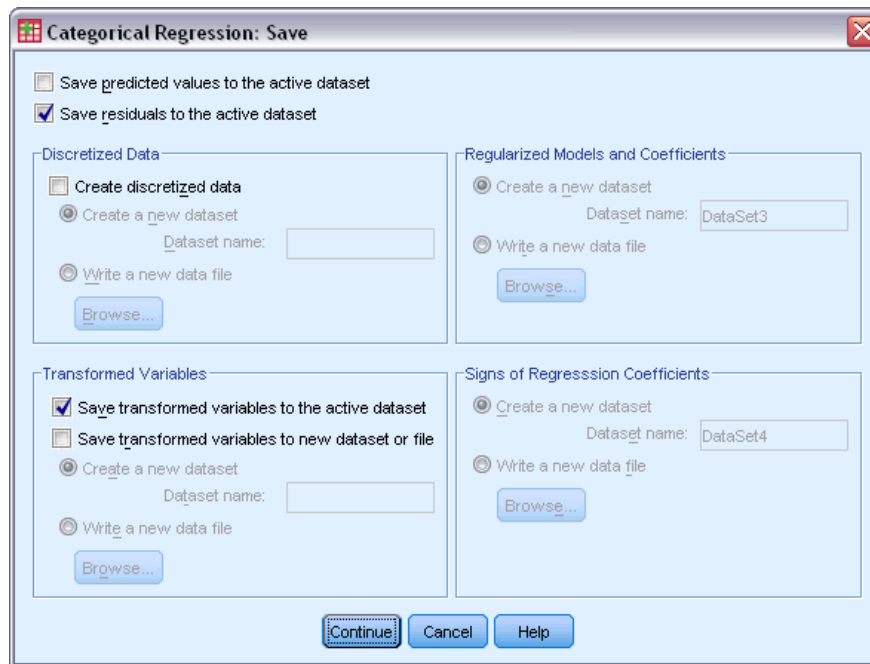 Categorical Regression: Save
Save predicted values to the active dataset
Save residuals to the active dataset
Discretized Data
Create discretized data
Create a new dataset
Dataset name:
Write a new data file
Browse...
Regularized Models and Coefficients
Create a new dataset
Dataset name: DataSet3
Write a new data file
Browse...
Transformed Variables
Save transformed variables to the active dataset
Save transformed variables to new dataset or file
Create a new dataset
Dataset name:
Write a new data file
Browse...
Signs of Regresssion Coefficients
Create a new dataset
Dataset name: DataSet4
Write a new data file
Browse...
Continue Cancel Help